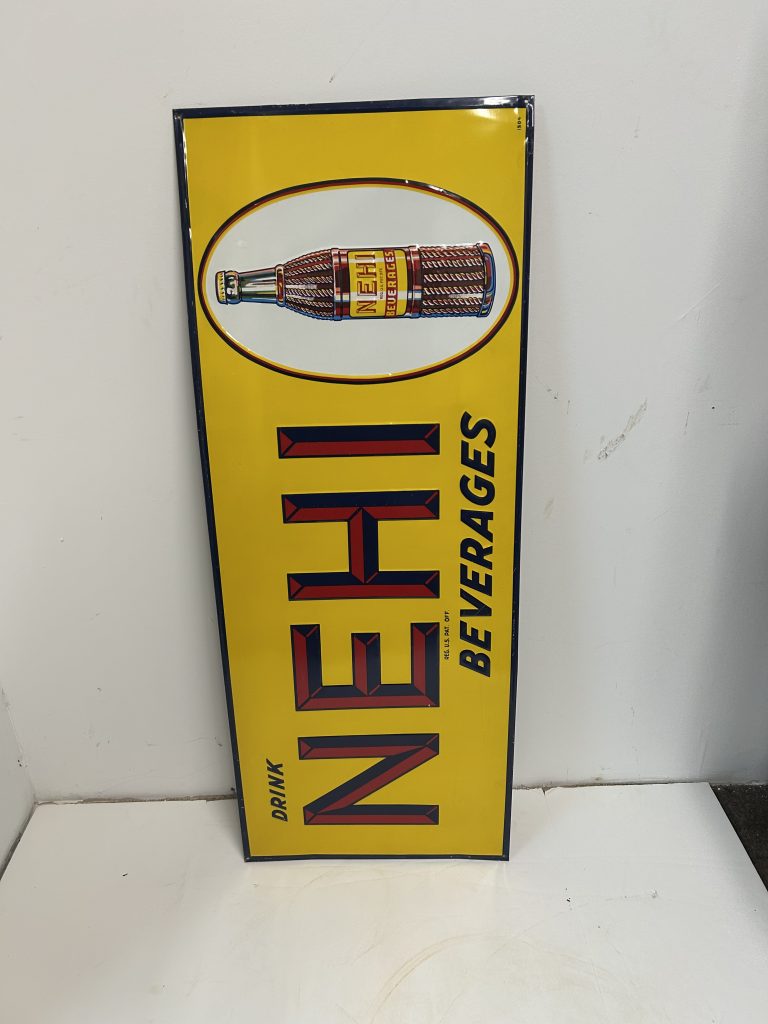 DRINK
NEHI
REG. U.S. PAT. OFF
BEVERAGES
NEHI
BEVERAGES